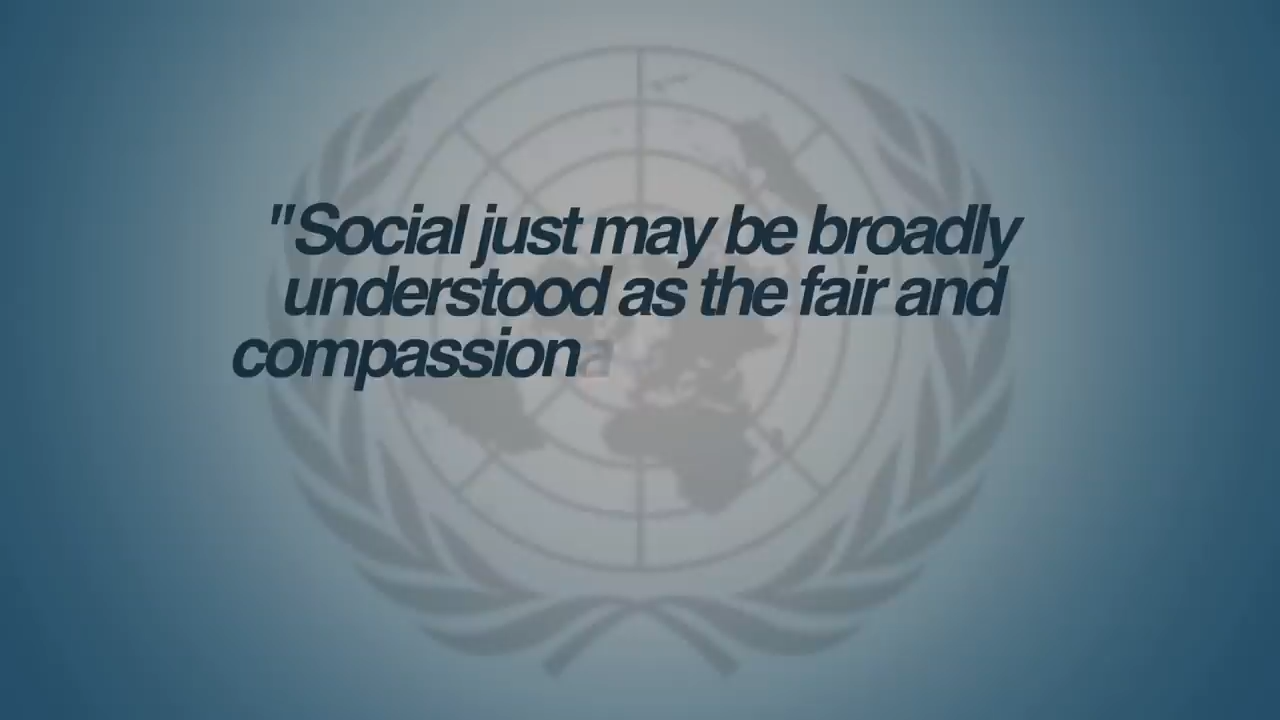 "Social just may be broadly
understood as the fair and
compassiona